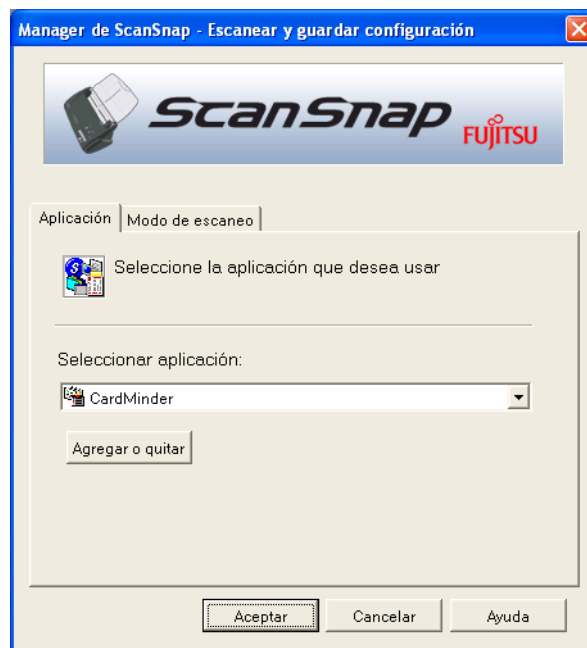 Manager de ScanSnap - Escanear y guardar configuración
ScanSnap
FUJITSU
Aplicación
Modo de escaneo
Seleccione la aplicación que desea usar
Seleccionar aplicación:
CardMinder
Agregar o quitar
Aceptar
Cancelar
Ayuda